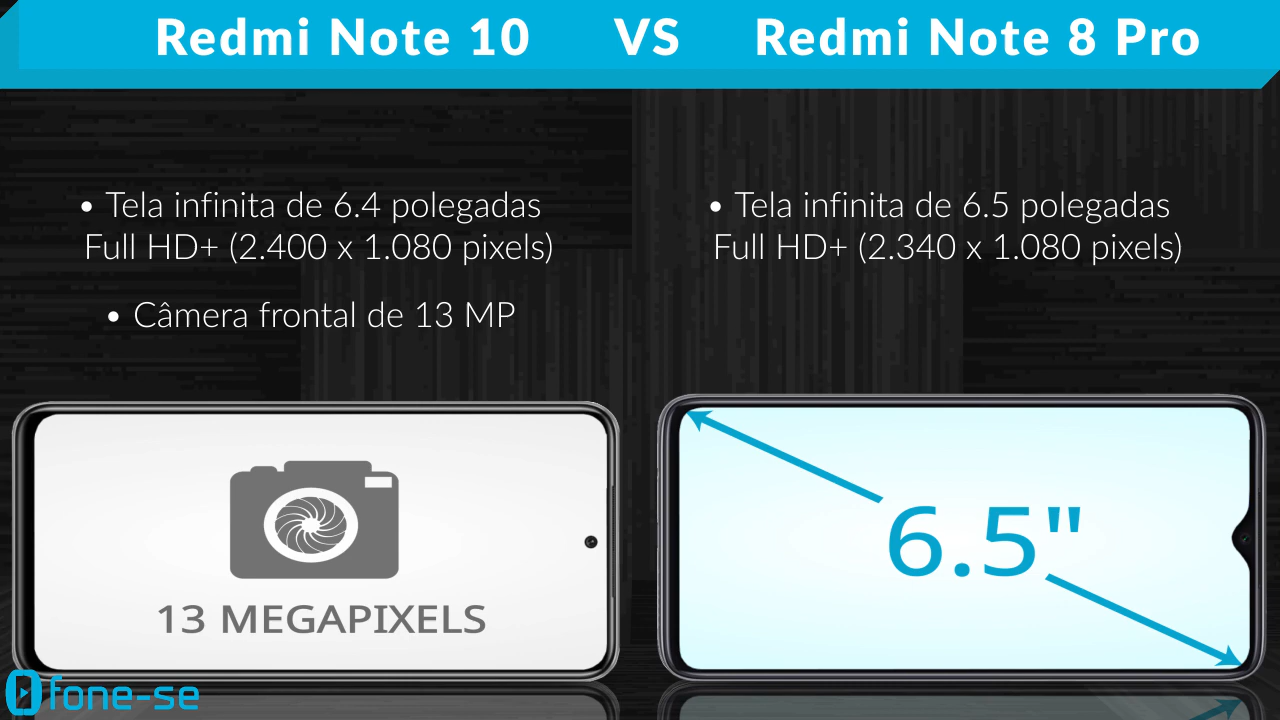 Redmi Note 10 VS Redmi Note 8 Pro
• Tela infinita de 6.4 polegadas
Full HD+ (2.400 x 1.080 pixels)
• Câmera frontal de 13 MP
• Tela infinita de 6.5 polegadas
Full HD+ (2.340 x 1.080 pixels)
13 MEGAPIXELS
6.5"
fone-se